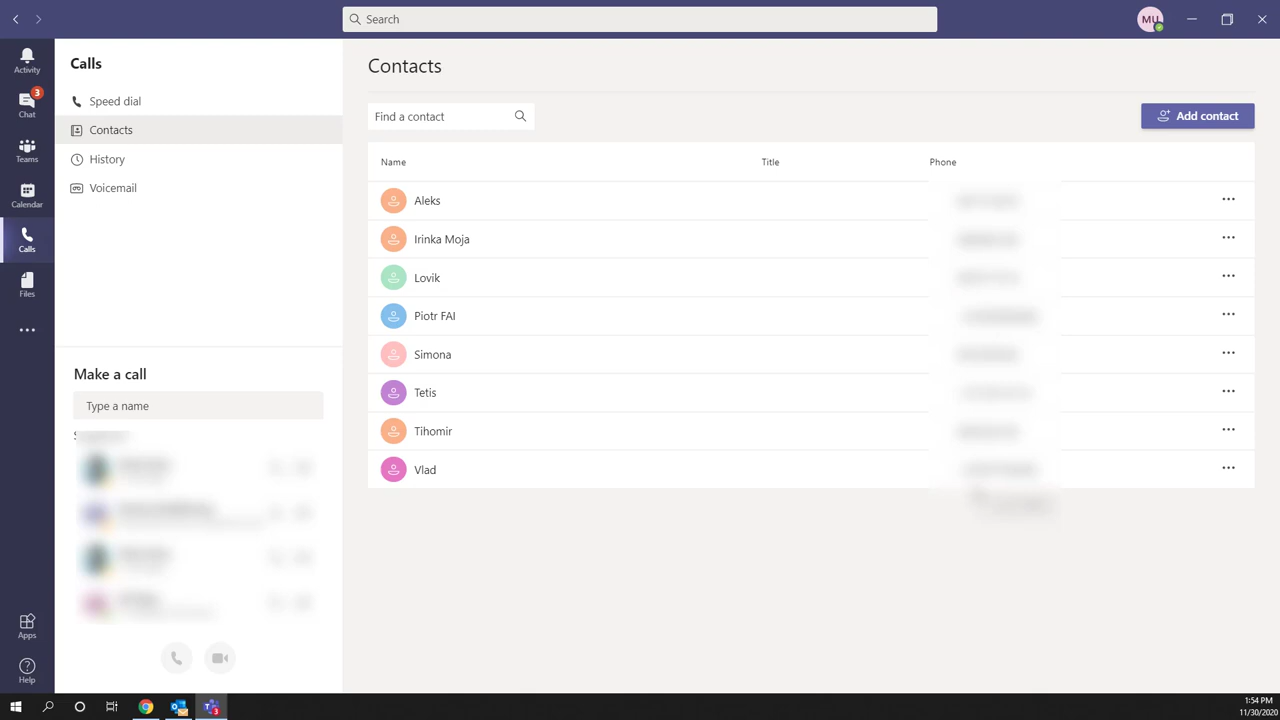 Search
MU
Activity
Chat
3
Teams
Calendar
Calls
Files
Apps
Help
Calls
Speed dial
Contacts
History
Voicemail
Make a call
Type a name
Contacts
Find a contact
Add contact
Name Title Phone
Aleks
Irinka Moja
Lovik
Piotr FAI
Simona
Tetis
Tihomir
Vlad
3
1:54 PM
11/30/2020